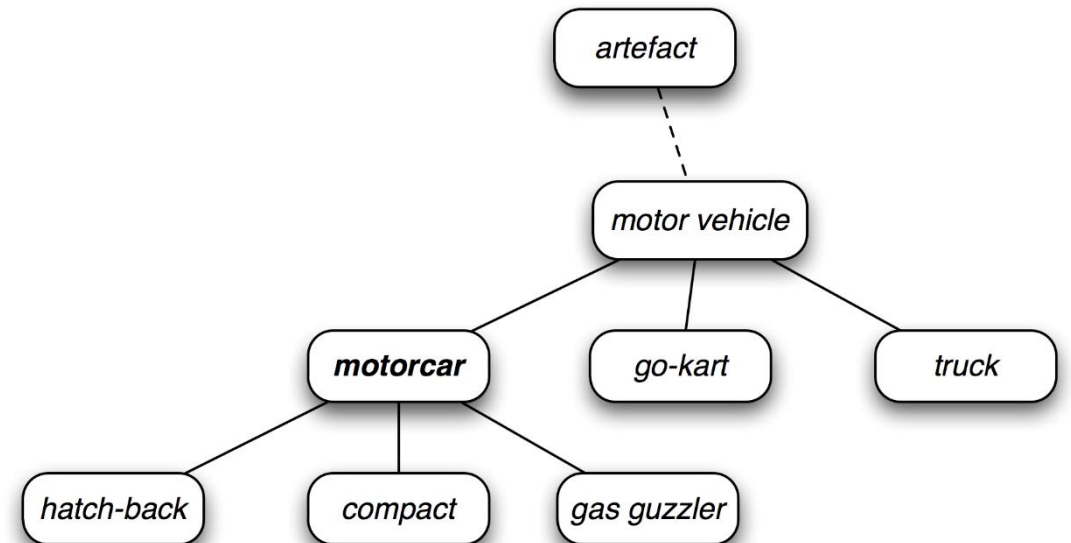 artefact
motor vehicle
motorcar
go-kart
truck
hatch-back
compact
gas guzzler